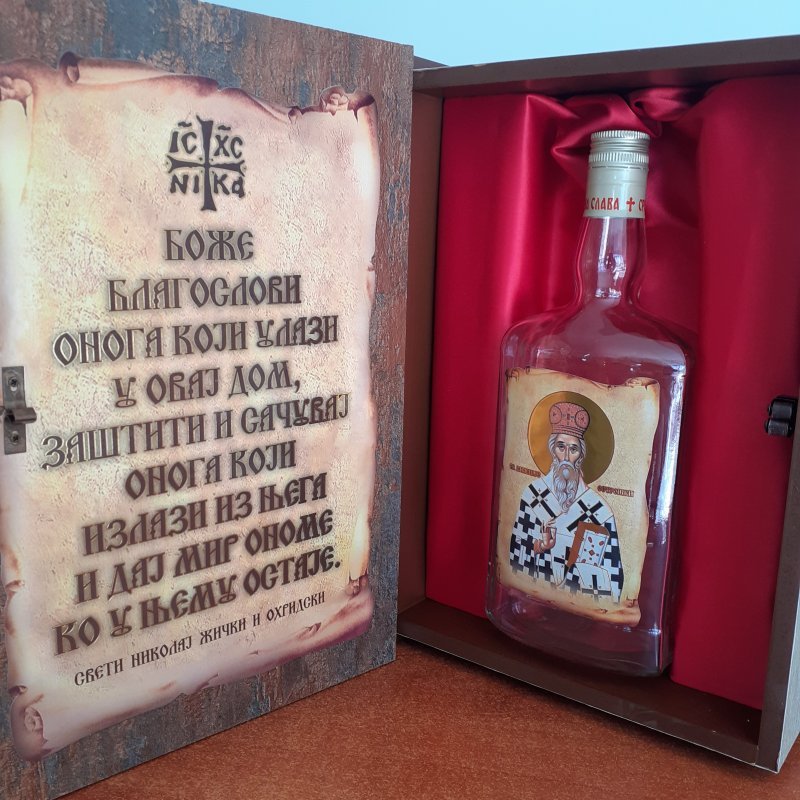 IC XC
NI KA
БОЖЕ
БЛАГОСЛОВИ
ОНОГА КОЈИ УЛАЗИ
У ОВАЈ ДОМ,
ЗАШТИТИ И САЧУВАЈ
ОНОГА КОЈИ
ИЗЛАЗИ ИЗ ЊЕГА
И ДАЈ МИР ОНОМЕ
КО У ЊЕМУ ОСТАЈЕ.
СВЕТИ НИКОЛАЈ ЖИЧКИ И ОХРИДСКИ
СЛАВА